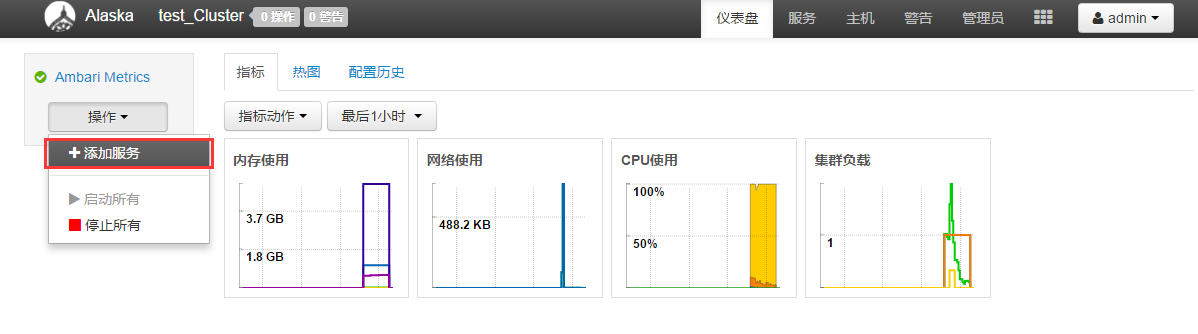 Alaska test_Cluster 0 操作 0 警告 仪表盘 服务 主机 警告 管理员 admin
Ambari Metrics
操作
添加服务
启动所有
停止所有
指标 热图 配置历史
指标动作 最后1小时
内存使用
3.7 GB
1.8 GB
网络使用
488.2 KB
CPU使用
100%
50%
集群负载
1